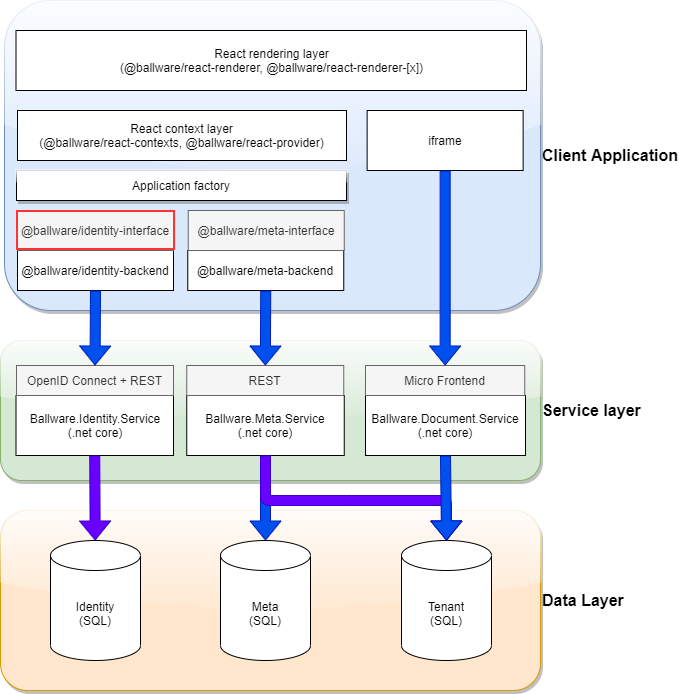 React rendering layer
(@ballware/react-renderer, @ballware/react-renderer-[x])
React context layer
(@ballware/react-contexts, @ballware/react-provider)
iframe
Client Application
Application factory
@ballware/identity-interface
@ballware/meta-interface
@ballware/identity-backend
@ballware/meta-backend
OpenID Connect + REST
REST
Micro Frontend
Ballware.Identity.Service
(.net core)
Ballware.Meta.Service
(.net core)
Ballware.Document.Service
(.net core)
Service layer
Identity
(SQL)
Meta
(SQL)
Tenant
(SQL)
Data Layer